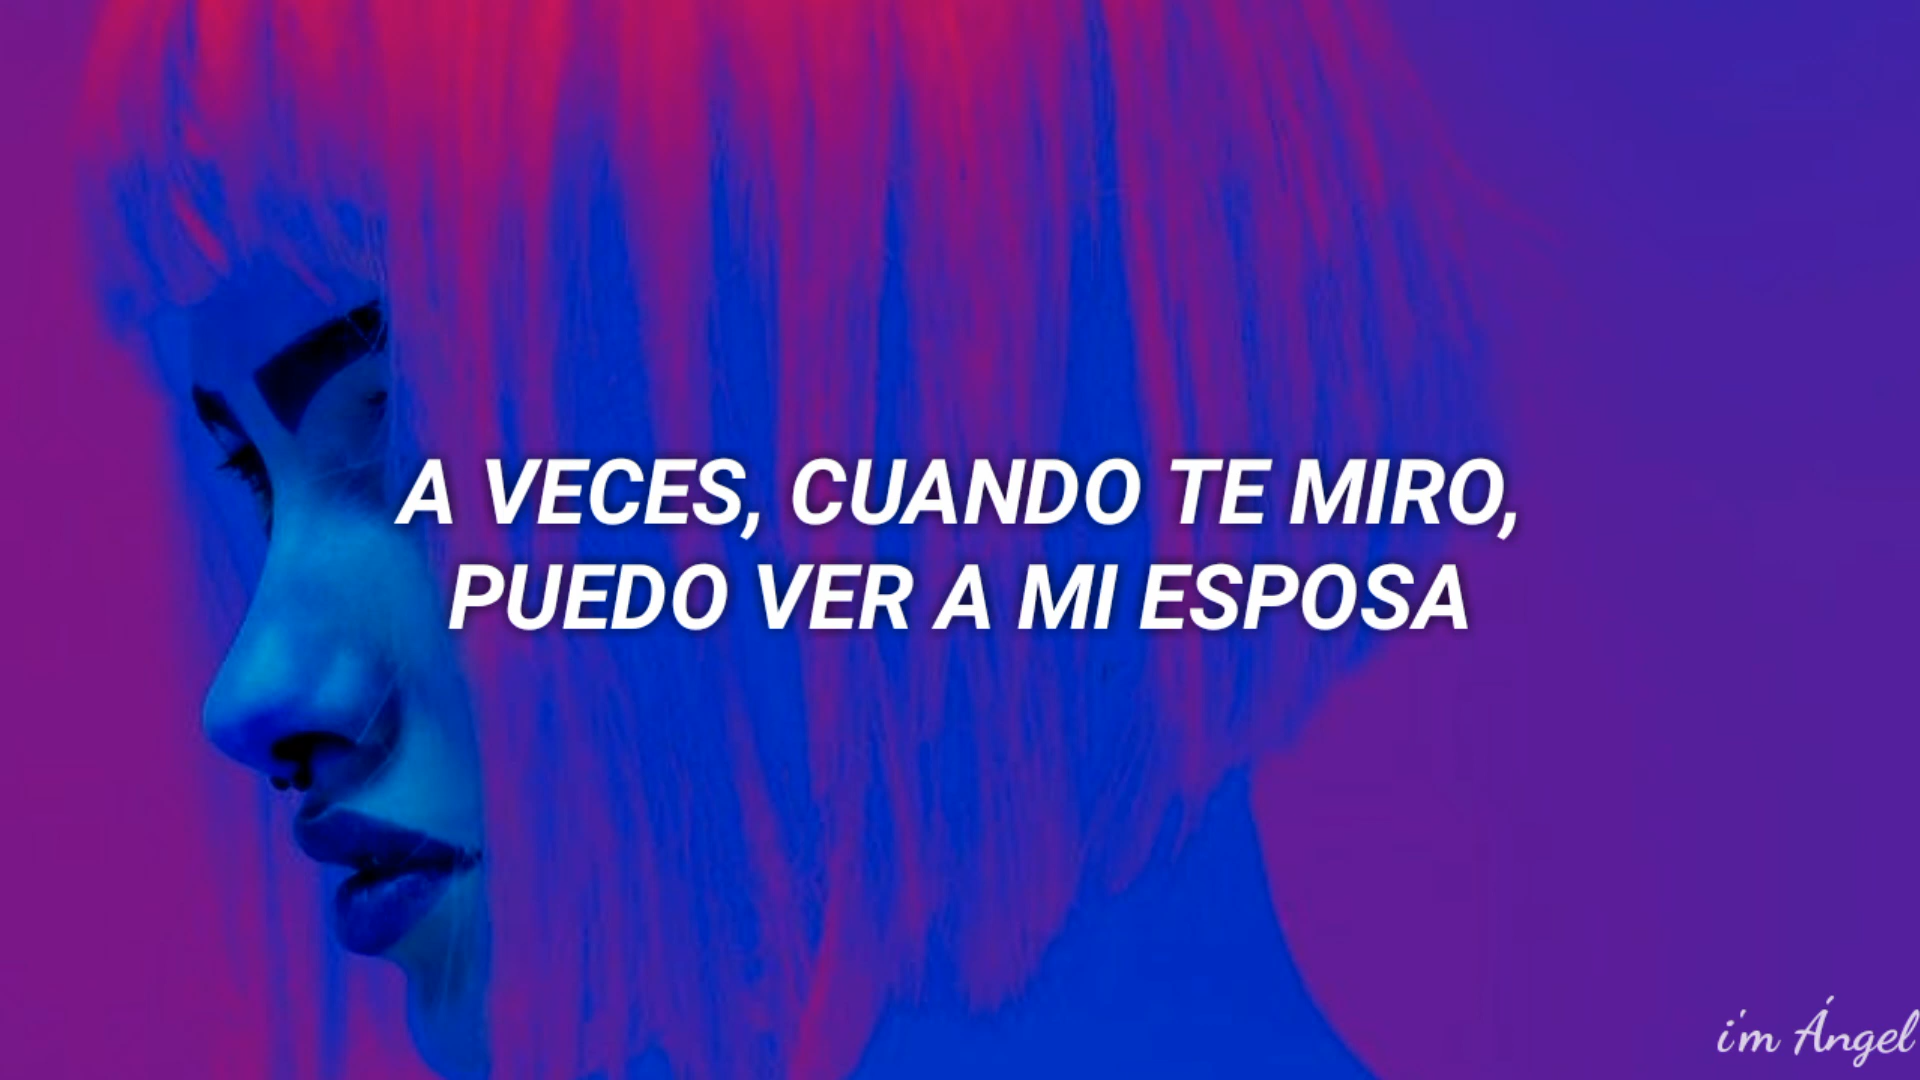 A VECES, CUANDO TE MIRO,
PUEDO VER A MI ESPOSA
i'm Ángel